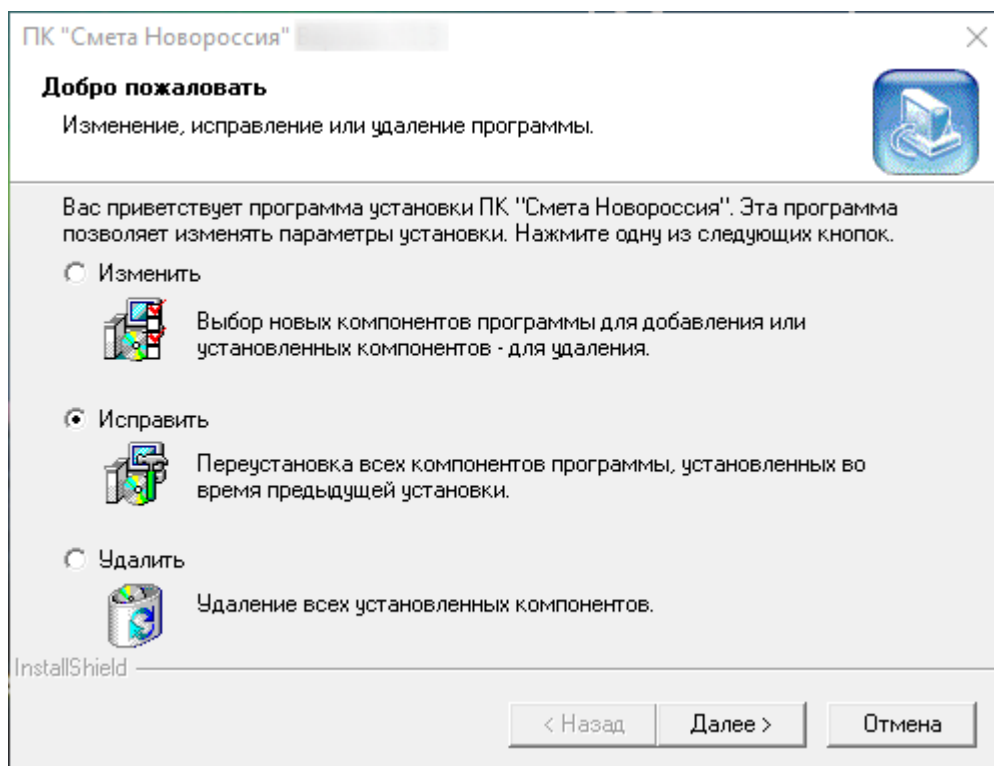 ПК "Смета Новороссия"
Добро пожаловать
Изменение, исправление или удаление программы.
Вас приветствует программа установки ПК "Смета Новороссия". Эта программа
позволяет изменять параметры установки. Нажмите одну из следующих кнопок.
Изменить
Выбор новых компонентов программы для добавления или
установленных компонентов - для удаления.
Исправить
Переустановка всех компонентов программы, установленных во
время предыдущей установки.
Удалить
Удаление всех установленных компонентов.
InstallShield
< Назад Далее > Отмена